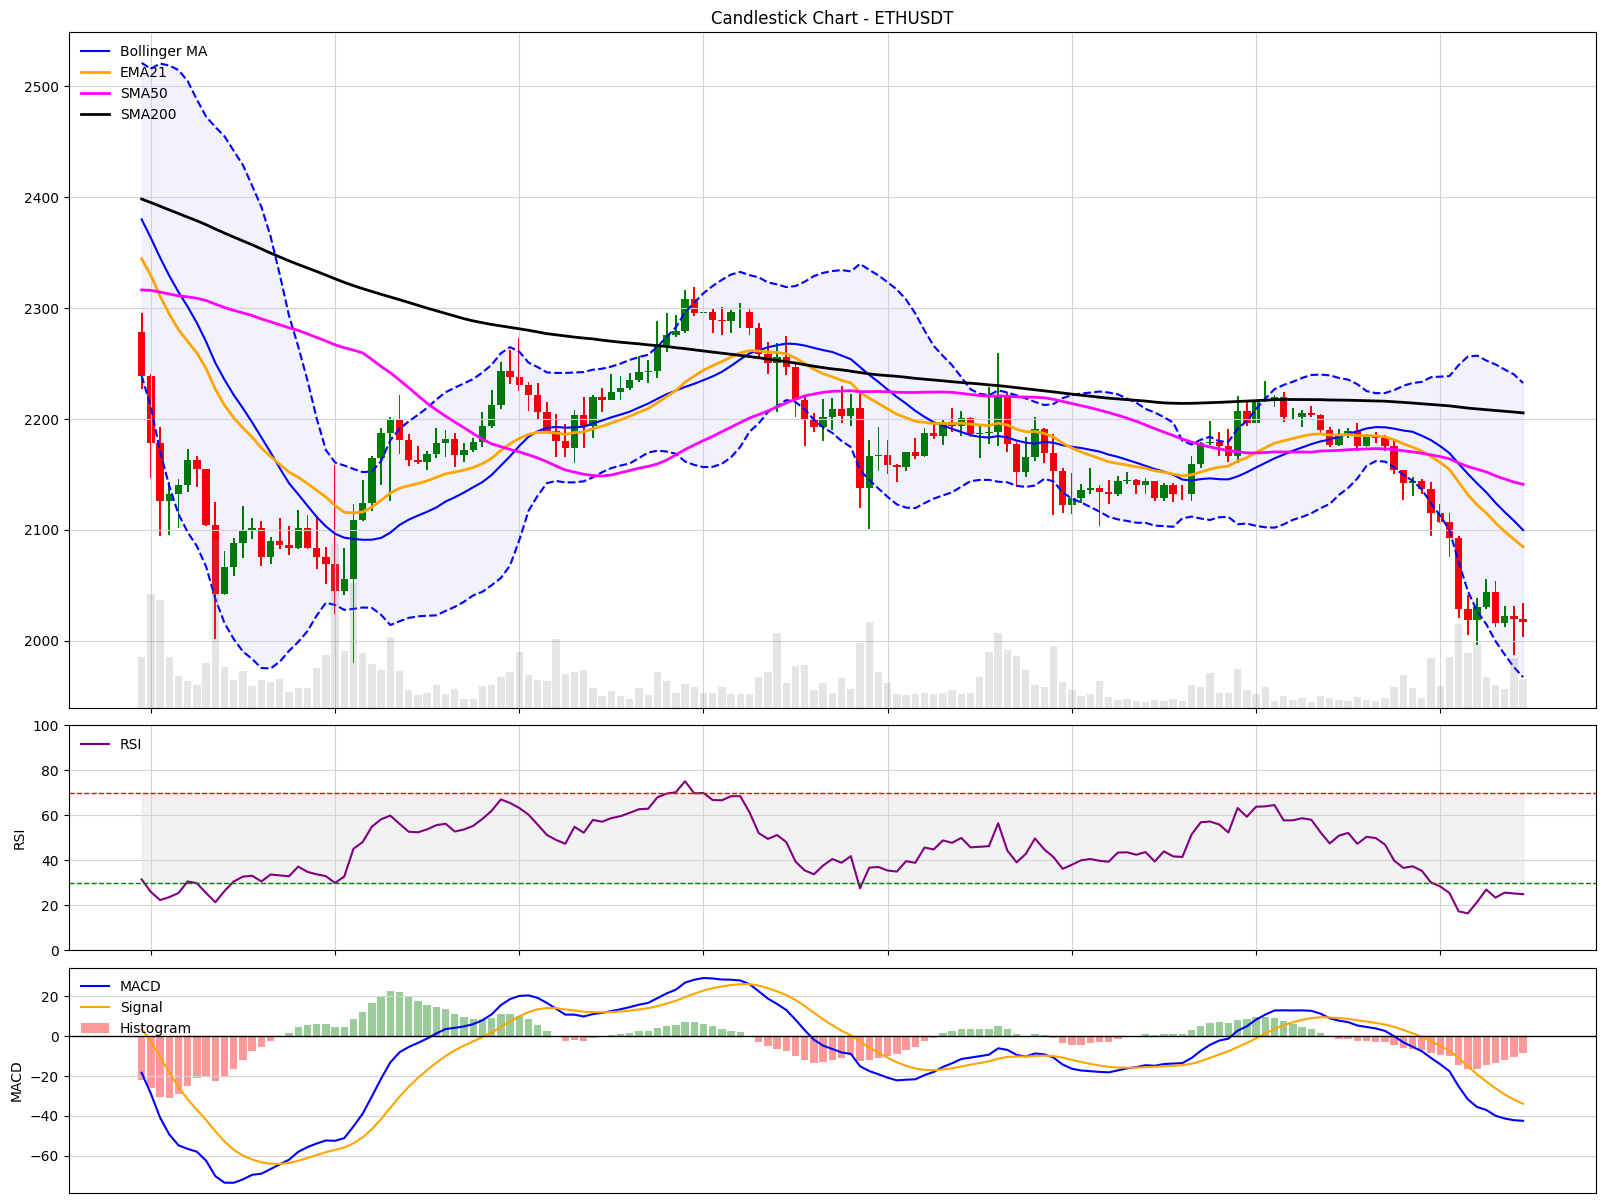 Candlestick Chart - ETHUSDT
Bollinger MA
EMA21
SMA50
SMA200
2500
2400
2300
2200
2100
2000
RSI
100
80
60
40
20
0
RSI
MACD
Signal
Histogram
20
0
−20
−40
−60
MACD